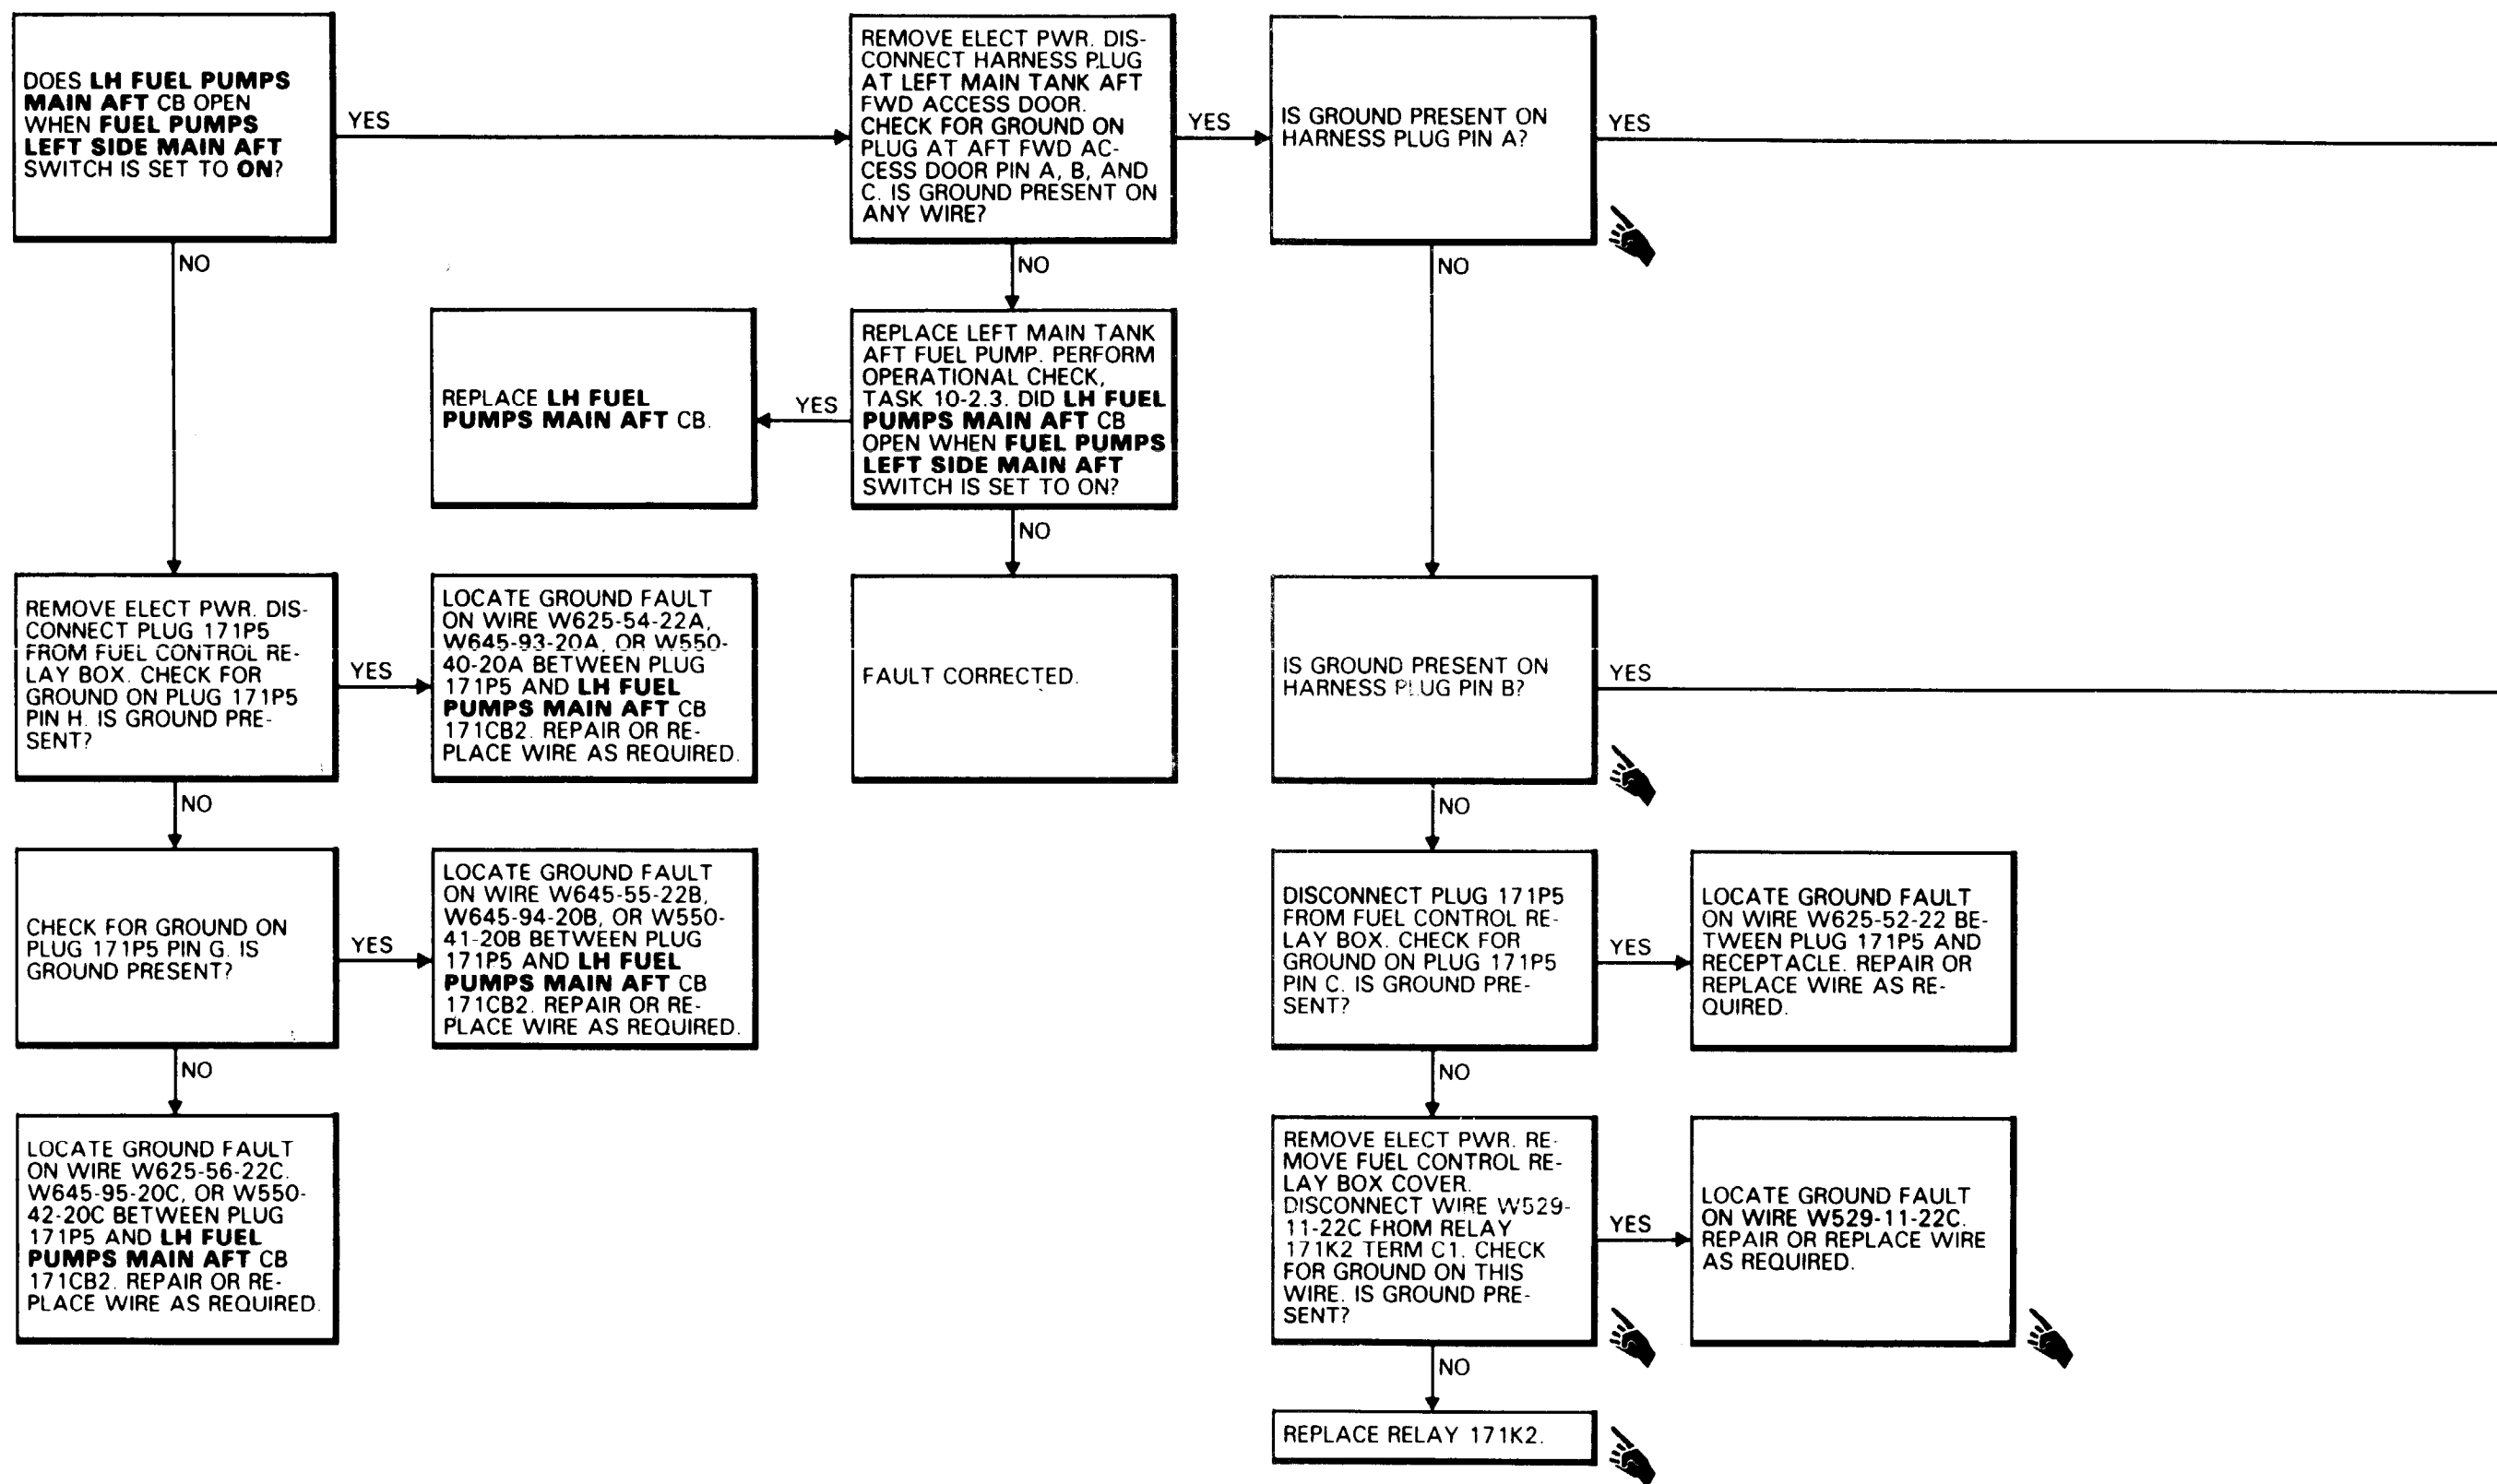 DOES LH FUEL PUMPS
MAIN AFT CB OPEN
WHEN FUEL PUMPS
LEFT SIDE MAIN AFT
SWITCH IS SET TO ON?
YES
NO
REMOVE ELECT PWR. DIS-
CONNECT HARNESS PLUG
AT LEFT MAIN TANK AFT
FWD ACCESS DOOR.
CHECK FOR GROUND ON
PLUG AT AFT FWD AC-
CESS DOOR PIN A, B, AND
C. IS GROUND PRESENT ON
ANY WIRE?
YES
NO
IS GROUND PRESENT ON
HARNESS PLUG PIN A?
YES
NO
REPLACE LH FUEL
PUMPS MAIN AFT CB.
YES
REPLACE LEFT MAIN TANK
AFT FUEL PUMP. PERFORM
OPERATIONAL CHECK,
TASK 10-2.3. DID LH FUEL
PUMPS MAIN AFT CB
OPEN WHEN FUEL PUMPS
LEFT SIDE MAIN AFT
SWITCH IS SET TO ON?
NO
REMOVE ELECT PWR. DIS-
CONNECT PLUG 171P5
FROM FUEL CONTROL RE-
LAY BOX. CHECK FOR
GROUND ON PLUG 171P5
PIN H. IS GROUND PRE-
SENT?
YES
NO
LOCATE GROUND FAULT
ON WIRE W625-54-22A,
W645-93-20A, OR W550-
40-20A BETWEEN PLUG
171P5 AND LH FUEL
PUMPS MAIN AFT CB
171CB2. REPAIR OR RE-
PLACE WIRE AS REQUIRED.
FAULT CORRECTED.
IS GROUND PRESENT ON
HARNESS PLUG PIN B?
YES
NO
CHECK FOR GROUND ON
PLUG 171P5 PIN G. IS
GROUND PRESENT?
YES
NO
LOCATE GROUND FAULT
ON WIRE W645-55-22B,
W645-94-20B, OR W550-
41-20B BETWEEN PLUG
171P5 AND LH FUEL
PUMPS MAIN AFT CB
171CB2. REPAIR OR RE-
PLACE WIRE AS REQUIRED.
DISCONNECT PLUG 171P5
FROM FUEL CONTROL RE-
LAY BOX. CHECK FOR
GROUND ON PLUG 171P5
PIN C. IS GROUND PRE-
SENT?
YES
NO
LOCATE GROUND FAULT
ON WIRE W625-52-22 BE-
TWEEN PLUG 171P5 AND
RECEPTACLE. REPAIR OR
REPLACE WIRE AS RE-
QUIRED.
LOCATE GROUND FAULT
ON WIRE W625-56-22C.
W645-95-20C, OR W550-
42-20C BETWEEN PLUG
171P5 AND LH FUEL
PUMPS MAIN AFT CB
171CB2. REPAIR OR RE-
PLACE WIRE AS REQUIRED.
REMOVE ELECT PWR. RE-
MOVE FUEL CONTROL RE-
LAY BOX COVER.
DISCONNECT WIRE W529-
11-22C FROM RELAY
171K2 TERM C1. CHECK
FOR GROUND ON THIS
WIRE. IS GROUND PRE-
SENT?
YES
NO
LOCATE GROUND FAULT
ON WIRE W529-11-22C.
REPAIR OR REPLACE WIRE
AS REQUIRED.
REPLACE RELAY 171K2.